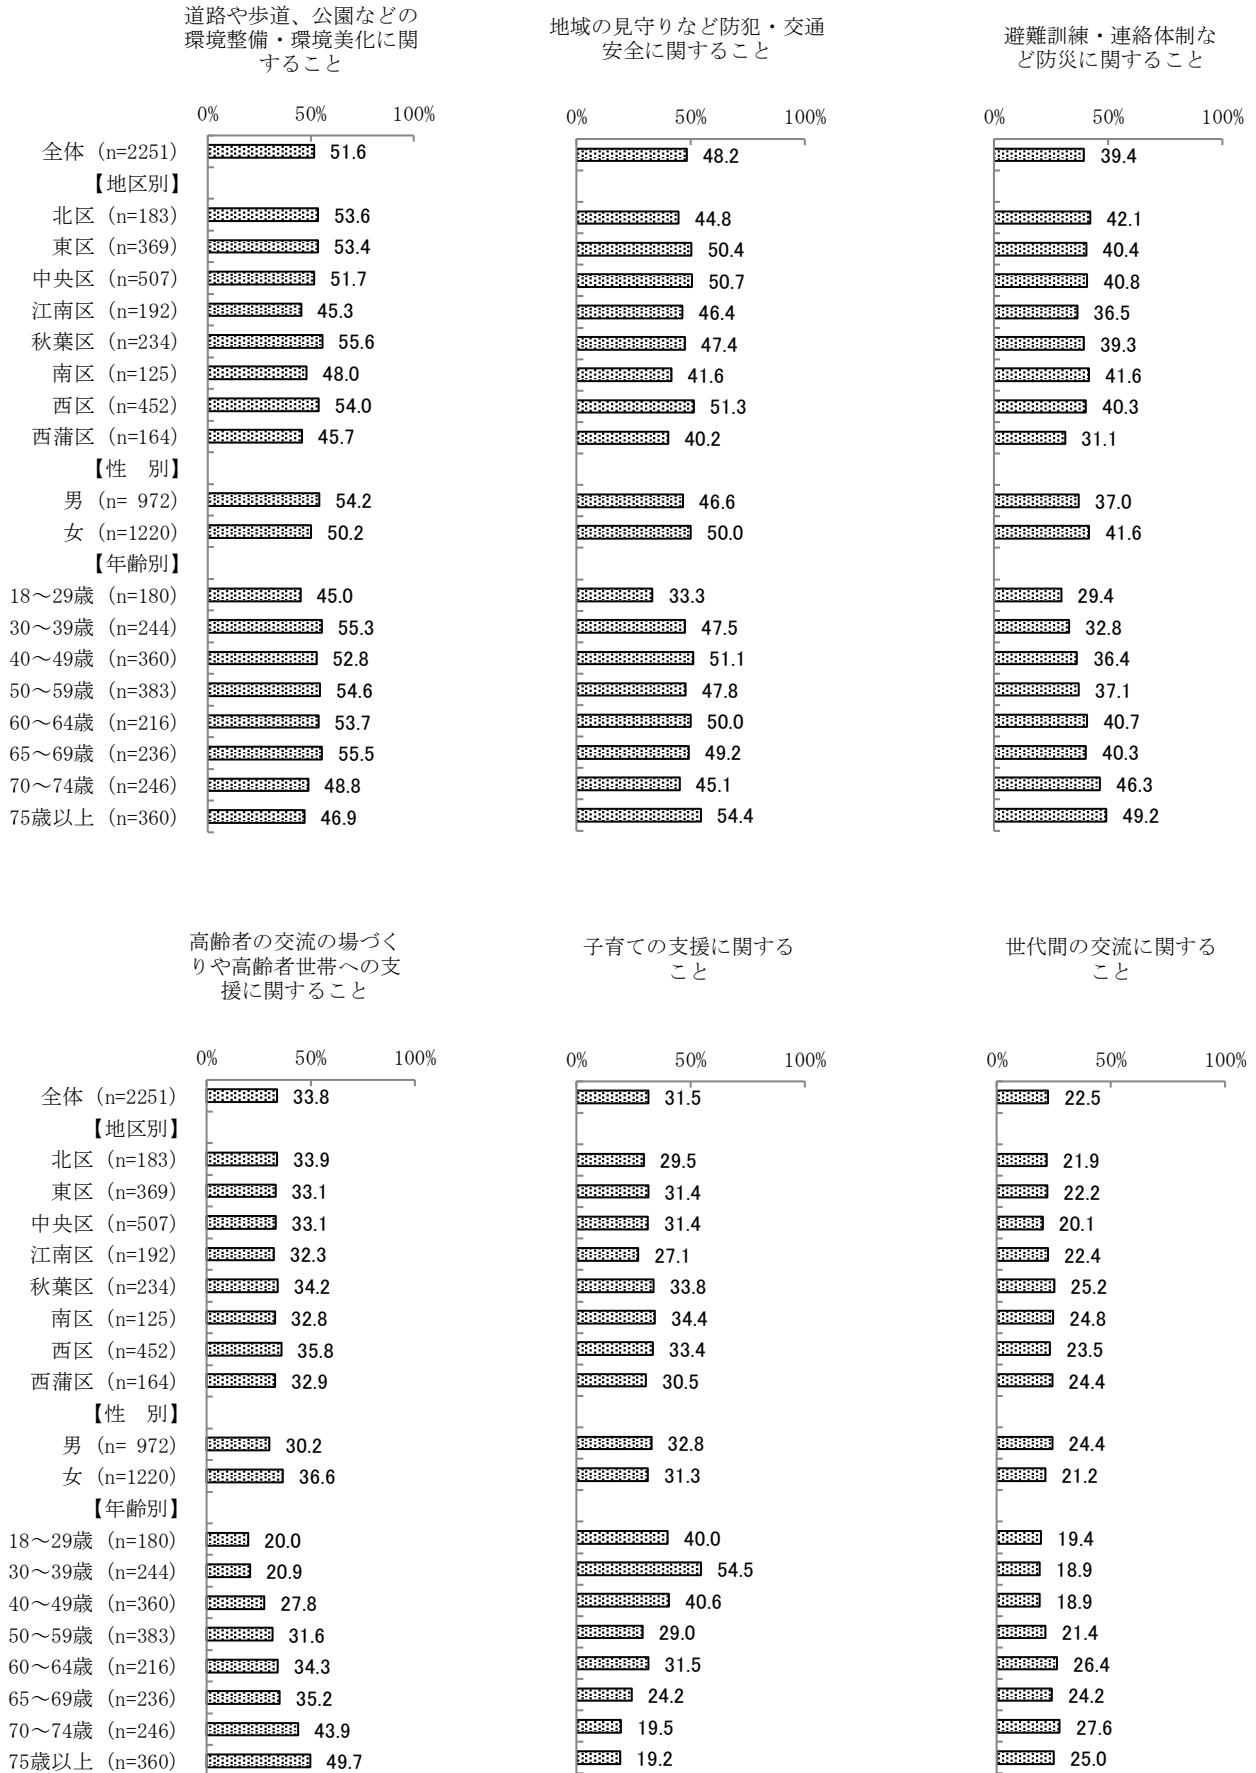 道路や歩道、公園などの
環境整備・環境美化に関
すること
地域の見守りなど防犯・交通
安全に関すること
避難訓練・連絡体制な
ど防災に関すること
0% 50% 100% 0% 50% 100% 0% 50% 100%
全体 (n=2251) 51.6 48.2 39.4
【地区別】
北区 (n=183) 53.6 44.8 42.1
東区 (n=369) 53.4 50.4 40.4
中央区 (n=507) 51.7 50.7 40.8
江南区 (n=192) 45.3 46.4 36.5
秋葉区 (n=234) 55.6 47.4 39.3
南区 (n=125) 48.0 41.6 41.6
西区 (n=452) 54.0 51.3 40.3
西蒲区 (n=164) 45.7 40.2 31.1
【性　別】
男 (n= 972) 54.2 46.6 37.0
女 (n=1220) 50.2 50.0 41.6
【年齢別】
18～29歳 (n=180) 45.0 33.3 29.4
30～39歳 (n=244) 55.3 47.5 32.8
40～49歳 (n=360) 52.8 51.1 36.4
50～59歳 (n=383) 54.6 47.8 37.1
60～64歳 (n=216) 53.7 50.0 40.7
65～69歳 (n=236) 55.5 49.2 40.3
70～74歳 (n=246) 48.8 45.1 46.3
75歳以上 (n=360) 46.9 54.4 49.2
高齢者の交流の場づく
りや高齢者世帯への支
援に関すること
子育ての支援に関する
こと
世代間の交流に関する
こと
0% 50% 100% 0% 50% 100% 0% 50% 100%
全体 (n=2251) 33.8 31.5 22.5
【地区別】
北区 (n=183) 33.9 29.5 21.9
東区 (n=369) 33.1 31.4 22.2
中央区 (n=507) 33.1 31.4 20.1
江南区 (n=192) 32.3 27.1 22.4
秋葉区 (n=234) 34.2 33.8 25.2
南区 (n=125) 32.8 34.4 24.8
西区 (n=452) 35.8 33.4 23.5
西蒲区 (n=164) 32.9 30.5 24.4
【性　別】
男 (n= 972) 30.2 32.8 24.4
女 (n=1220) 36.6 31.3 21.2
【年齢別】
18～29歳 (n=180) 20.0 40.0 19.4
30～39歳 (n=244) 20.9 54.5 18.9
40～49歳 (n=360) 27.8 40.6 18.9
50～59歳 (n=383) 31.6 29.0 21.4
60～64歳 (n=216) 34.3 31.5 26.4
65～69歳 (n=236) 35.2 24.2 24.2
70～74歳 (n=246) 43.9 19.5 27.6
75歳以上 (n=360) 49.7 19.2 25.0